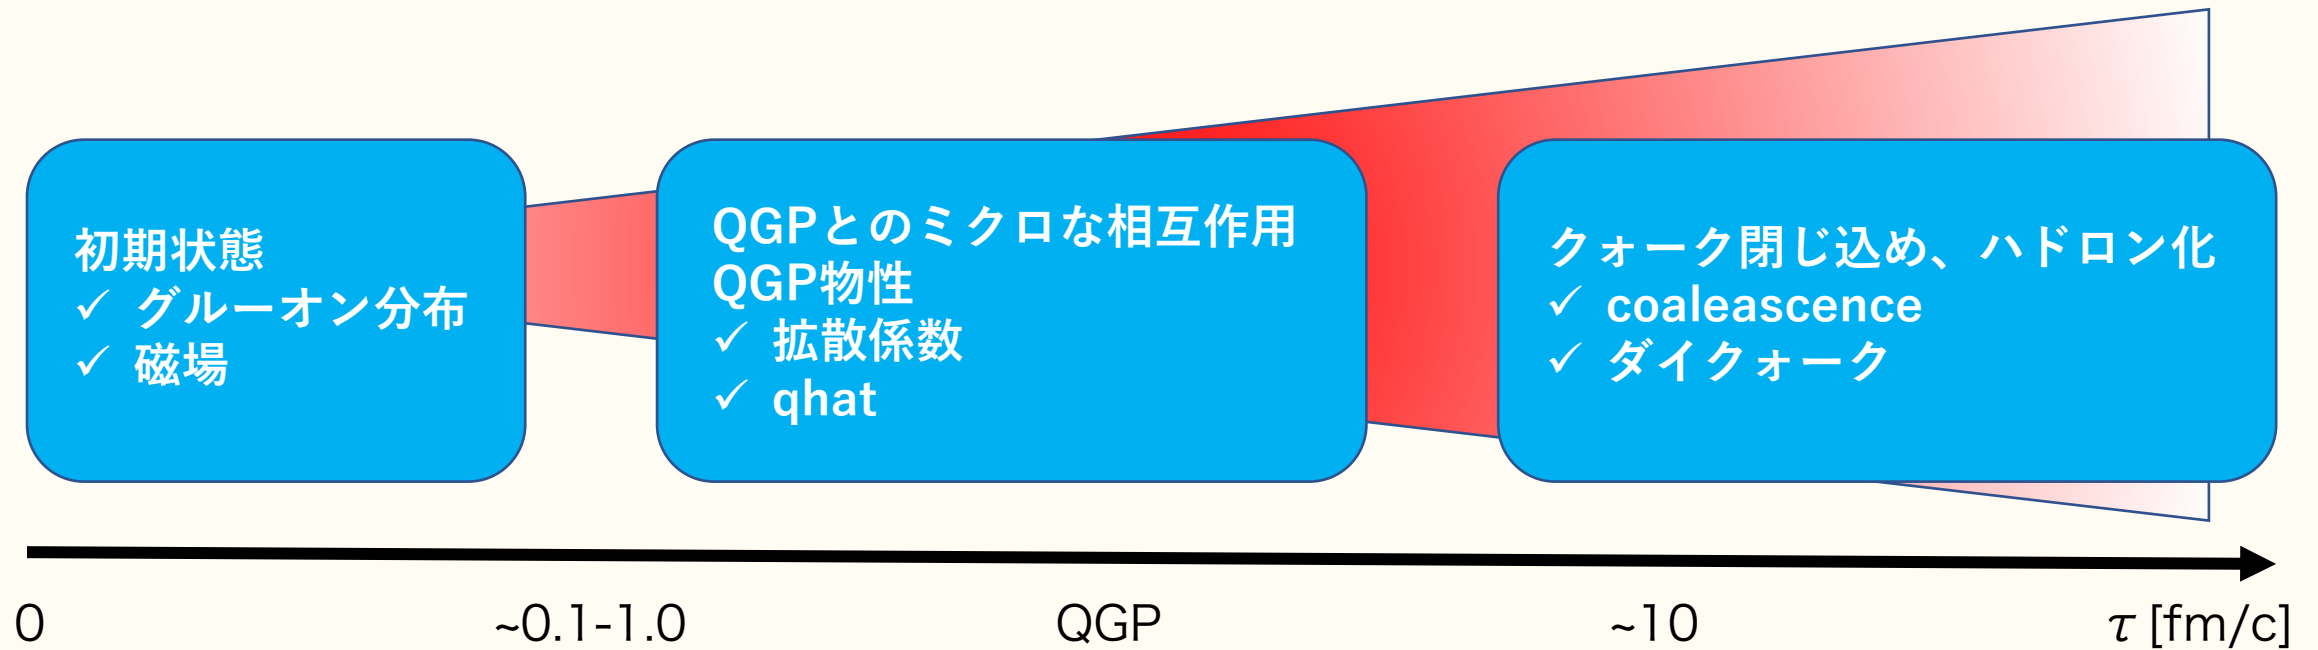 初期状態
✓ グルーオン分布
✓ 磁場
QGPとのミクロな相互作用
QGP物性
✓ 拡散係数
✓ qhat
クォーク閉じ込め、ハドロン化
✓ coaleascence
✓ ダイクォーク
0 ~0.1-1.0 QGP ~10 τ [fm/c]